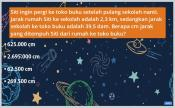 Siti ingin pergi ke toko buku setelah pulang sekolah nanti.
Jarak rumah Siti ke sekolah adalah 2,3 km, sedangkan jarak
sekolah ke toko buku adalah 39,5 dam. Berapa cm jarak
yang ditempuh Siti dari rumah ke toko buku?
• 625.000 cm
• 2.695.000 cm
• 62.500 cm
• 269.500 cm